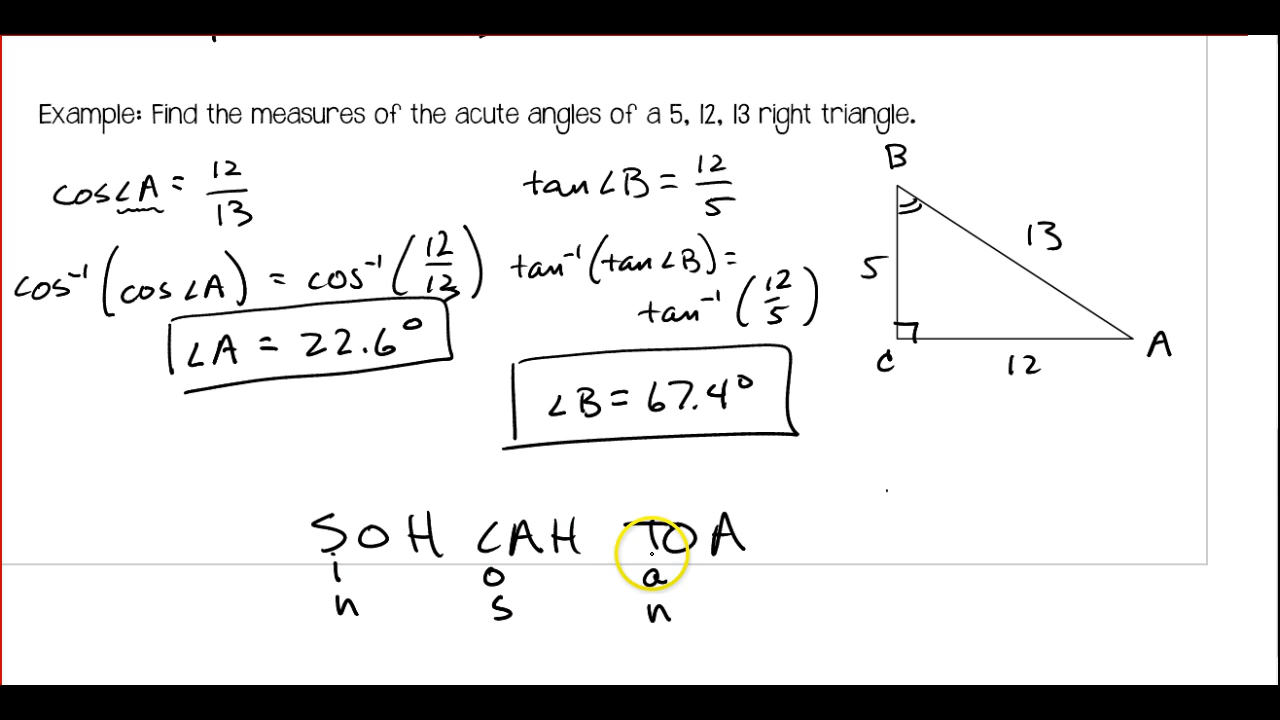 Example: Find the measures of the acute angles of a 5, 12, 13 right triangle.
cos∠A = 12/13
cos⁻¹(cos∠A) = cos⁻¹(12/13)
∠A = 22.6°
tan∠B = 12/5
tan⁻¹(tan∠B) =
tan⁻¹(12/5)
∠B = 67.4°
B
5
13
C
12
A
SOH CAH TOA
i o a
n s n